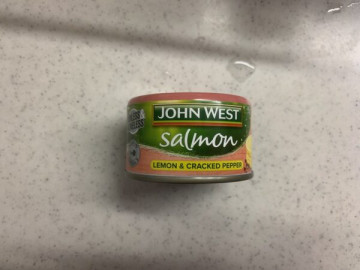 JOHN WEST
salmon
LEMON & CRACKED PEPPER